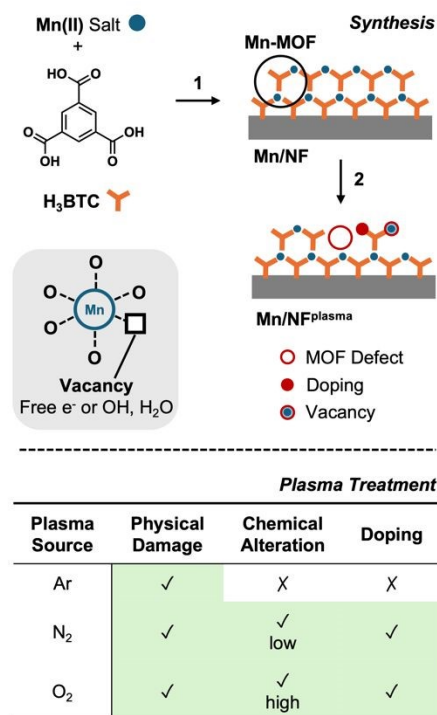 Synthesis
Mn(II) Salt
+
HO
O
O
OH
OH
O
H₃BTC
1
Mn-MOF
Mn/NF
2
Mn/NFᵖˡᵃˢᵐᵃ
MOF Defect
Doping
Vacancy
O
O
O
Mn
O
O
Vacancy
Free e⁻ or OH, H₂O
Plasma Treatment
Plasma Source Physical Damage Chemical Alteration Doping
Ar ✓ ✗ ✗
N₂ ✓ ✓ low ✓
O₂ ✓ ✓ high ✓